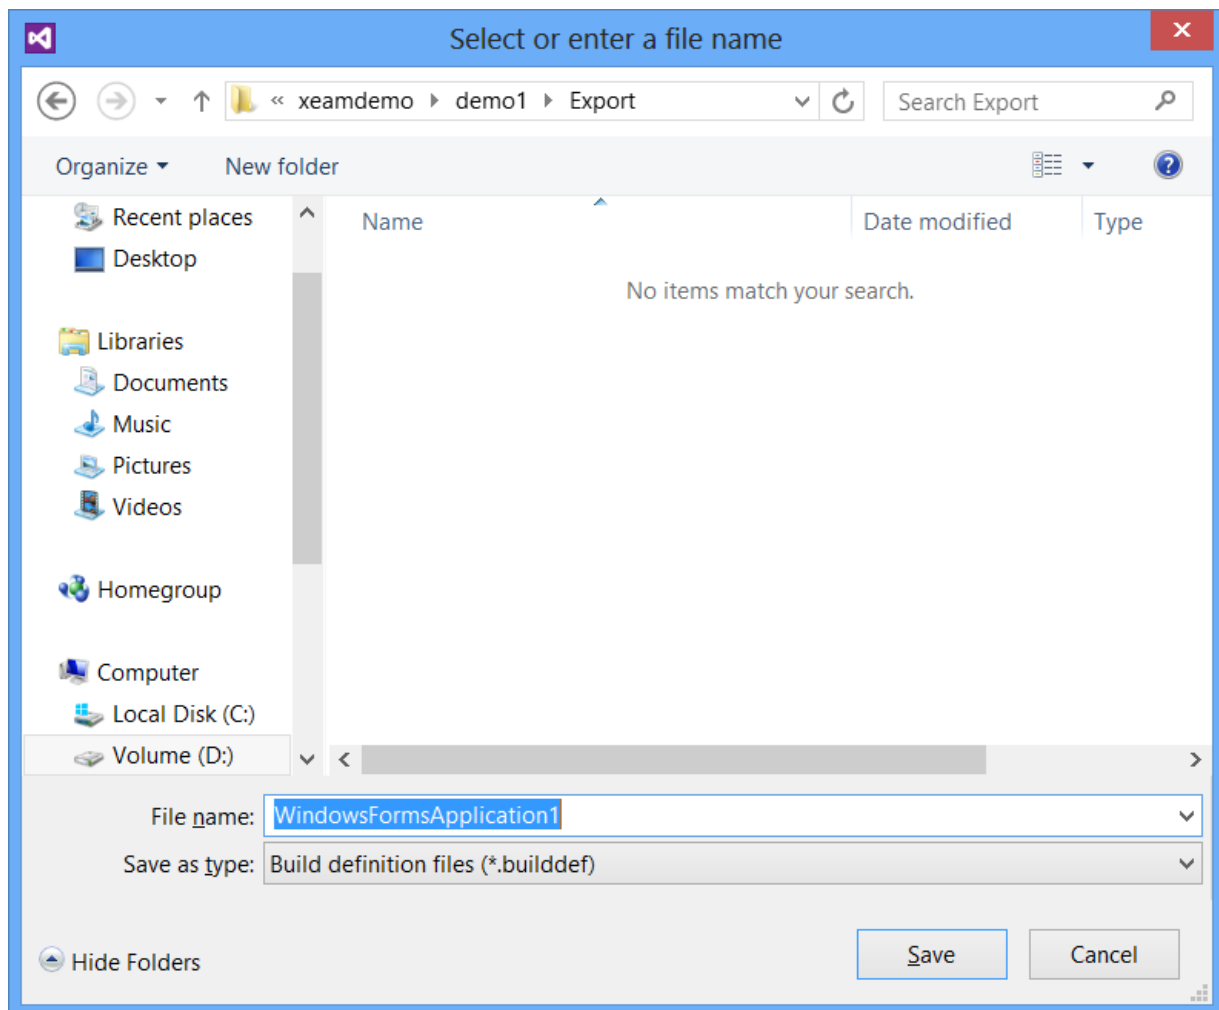 Select or enter a file name
« xeamdemo demo1 Export
Search Export
Organize
New folder
Recent places
Desktop
Libraries
Documents
Music
Pictures
Videos
Homegroup
Computer
Local Disk (C:)
Volume (D:)
Name
Date modified
Type
No items match your search.
File name: WindowsFormsApplication1
Save as type: Build definition files (*.builddef)
Hide Folders
Save
Cancel